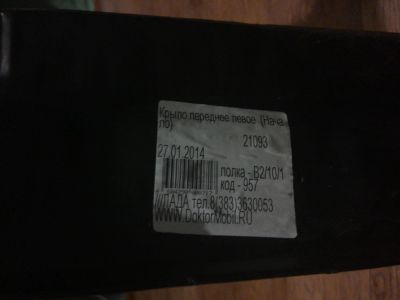 Крыло переднее левое (Нача
ло)
21093
27.01.2014
полка - В2/10/1
код - 957
///ЛАДА тел.8(383)3630053
WWW.DoktorMobil.RU